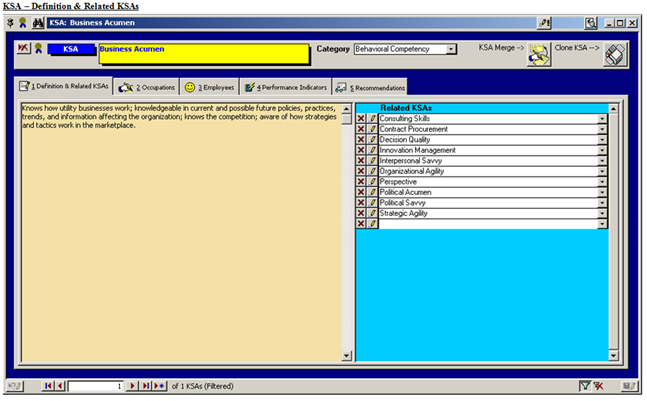 KSA – Definition & Related KSAs
KSA: Business Acumen
KSA
Business Acumen
Category
Behavioral Competency
KSA Merge -->
Clone KSA -->
1 Definition & Related KSAs
2 Occupations
3 Employees
4 Performance Indicators
5 Recommendations
Knows how utility businesses work; knowledgeable in current and possible future policies, practices,
trends, and information affecting the organization; knows the competition; aware of how strategies
and tactics work in the marketplace.
Related KSAs
Consulting Skills
Contract Procurement
Decision Quality
Innovation Management
Interpersonal Savvy
Organizational Agility
Perspective
Political Acumen
Political Savvy
Strategic Agility
1 of 1 KSAs (Filtered)